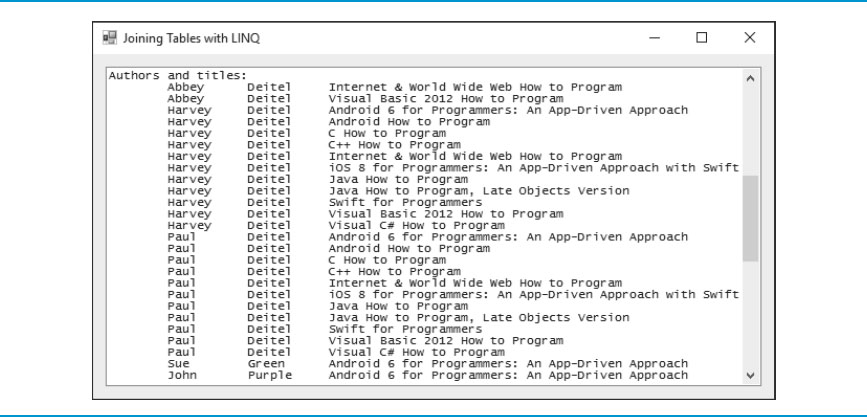 Joining Tables with LINQ
Authors and titles:
Abbey Deitel Internet & World Wide Web How to Program
Abbey Deitel Visual Basic 2012 How to Program
Harvey Deitel Android 6 for Programmers: An App-Driven Approach
Harvey Deitel Android How to Program
Harvey Deitel C How to Program
Harvey Deitel C++ How to Program
Harvey Deitel Internet & World Wide Web How to Program
Harvey Deitel iOS 8 for Programmers: An App-Driven Approach with Swift
Harvey Deitel Java How to Program
Harvey Deitel Java How to Program, Late Objects Version
Harvey Deitel Swift for Programmers
Harvey Deitel Visual Basic 2012 How to Program
Harvey Deitel Visual C# How to Program
Paul Deitel Android 6 for Programmers: An App-Driven Approach
Paul Deitel Android How to Program
Paul Deitel C How to Program
Paul Deitel C++ How to Program
Paul Deitel Internet & World Wide Web How to Program
Paul Deitel iOS 8 for Programmers: An App-Driven Approach with Swift
Paul Deitel Java How to Program
Paul Deitel Java How to Program, Late Objects Version
Paul Deitel Swift for Programmers
Paul Deitel Visual Basic 2012 How to Program
Paul Deitel Visual C# How to Program
Sue Green Android 6 for Programmers: An App-Driven Approach
John Purple Android 6 for Programmers: An App-Driven Approach